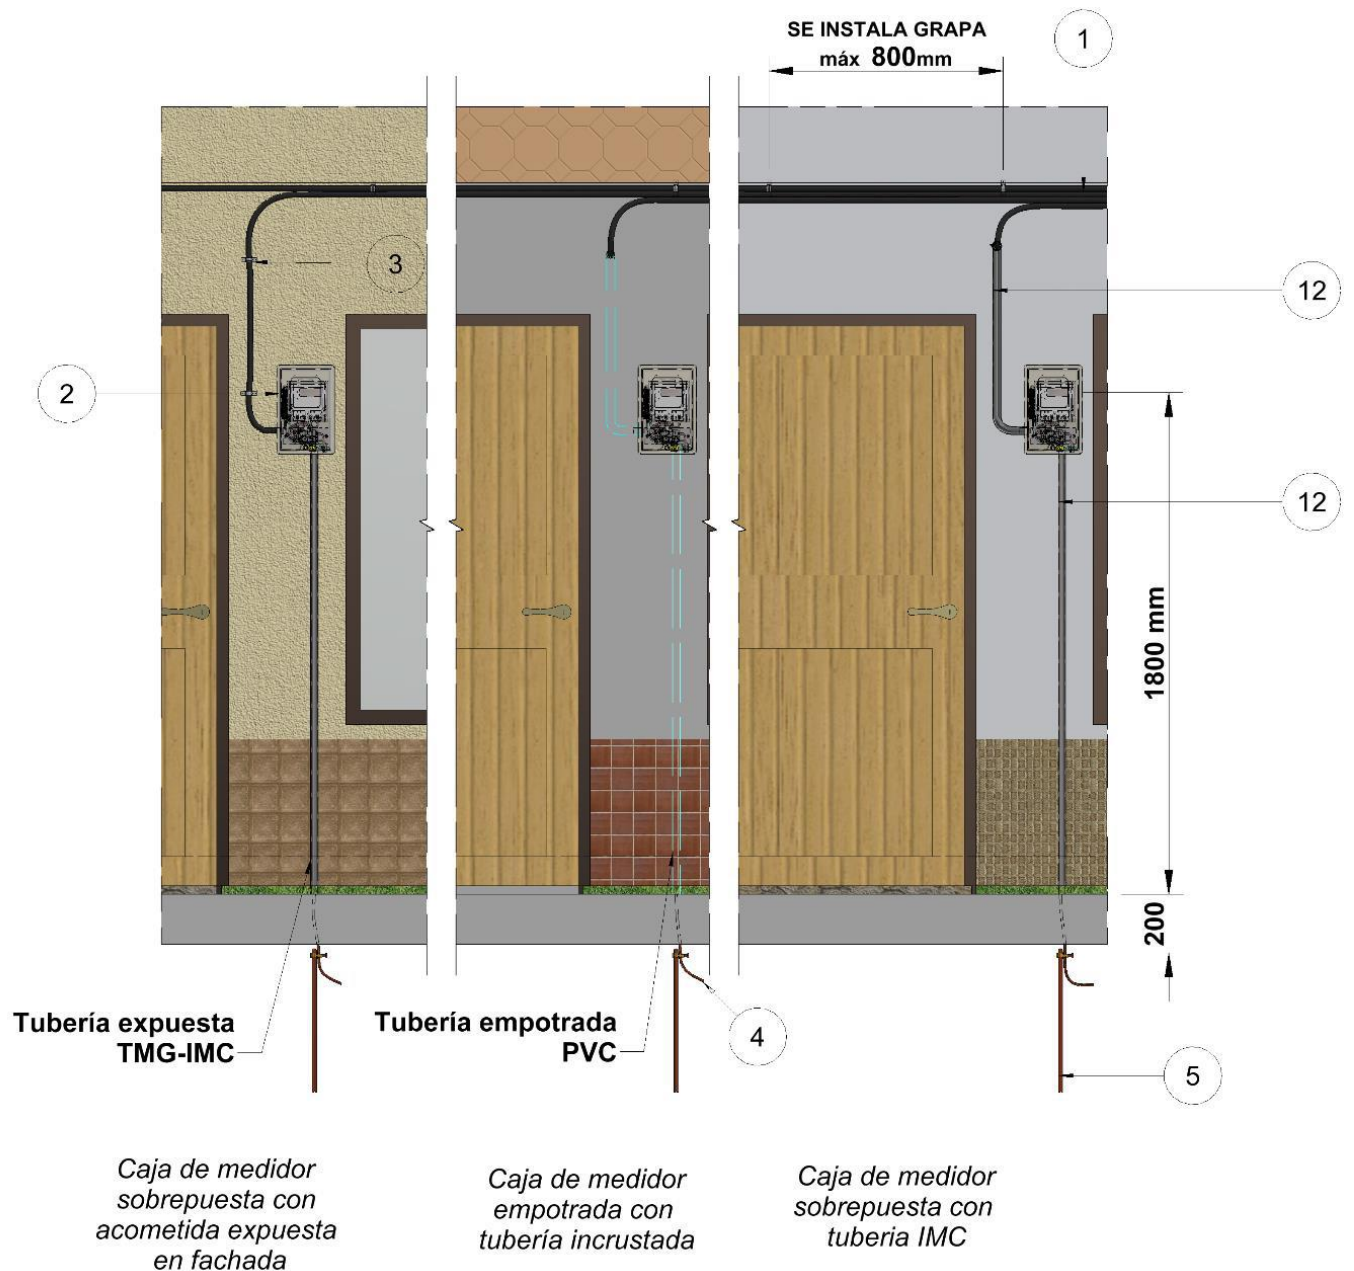 SE INSTALA GRAPA
máx 800mm
1
3
12
2
12
1800 mm
200
Tubería expuesta
TMG-IMC
Tubería empotrada
PVC
4
5
Caja de medidor
sobrepuesta con
acometida expuesta
en fachada
Caja de medidor
empotrada con
tubería incrustada
Caja de medidor
sobrepuesta con
tuberia IMC